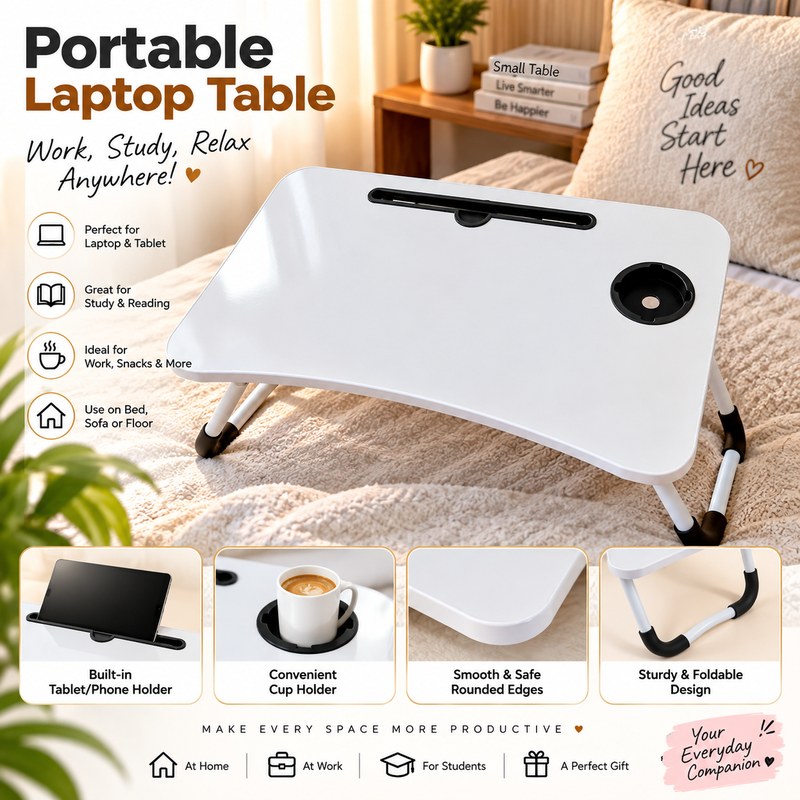 Portable
Laptop Table
Work, Study, Relax
Anywhere!
Small Table
Live Smarter
Be Happier
Good
Ideas
Start
Here
Perfect for
Laptop & Tablet
Great for
Study & Reading
Ideal for
Work, Snacks & More
Use on Bed,
Sofa or Floor
Built-in
Tablet/Phone Holder
Convenient
Cup Holder
Smooth & Safe
Rounded Edges
Sturdy & Foldable
Design
MAKE EVERY SPACE MORE PRODUCTIVE
At Home
At Work
For Students
A Perfect Gift
Your
Everyday
Companion